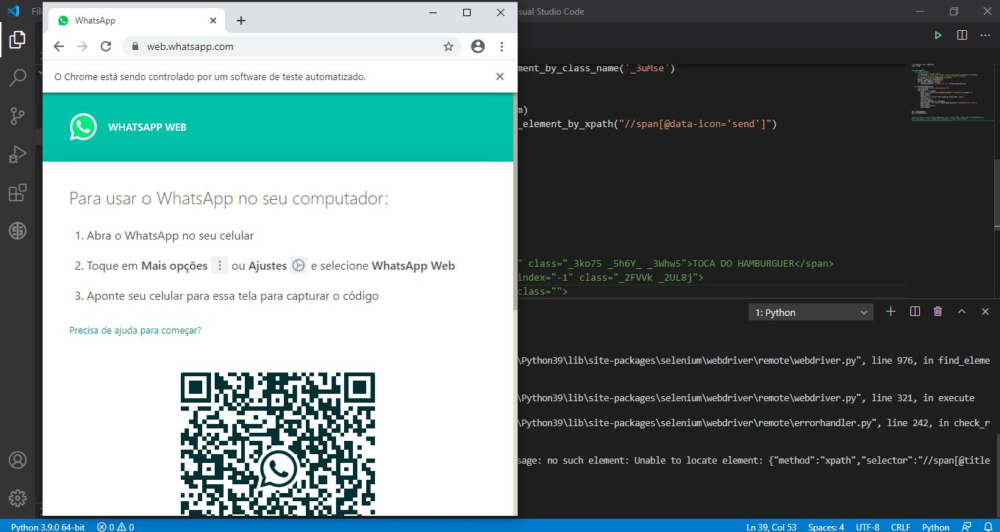 File
sual Studio Code
WhatsApp
web.whatsapp.com
O Chrome está sendo controlado por um software de teste automatizado.
WHATSAPP WEB
Para usar o WhatsApp no seu computador:
1. Abra o WhatsApp no seu celular
2. Toque em Mais opções ou Ajustes e selecione WhatsApp Web
3. Aponte seu celular para essa tela para capturar o código
Precisa de ajuda para começar?
ment_by_class_name('_3uMse')
m)
_element_by_xpath("//span[@data-icon='send']")
" class="_3ko75 _5h6Y_ _3Whw5">TOCA DO HAMBURGUER</span>
index="-1" class="_2FVVk _2UL8j">
class="">
1: Python
\Python39\lib\site-packages\selenium\webdriver\remote\webdriver.py", line 976, in find_eleme
\Python39\lib\site-packages\selenium\webdriver\remote\webdriver.py", line 321, in execute
\Python39\lib\site-packages\selenium\webdriver\remote\errorhandler.py", line 242, in check_r
sage: no such element: Unable to locate element: {"method":"xpath","selector":"//span[@title
Python 3.9.0 64-bit 0 0 Ln 39, Col 53 Spaces: 4 UTF-8 CRLF Python